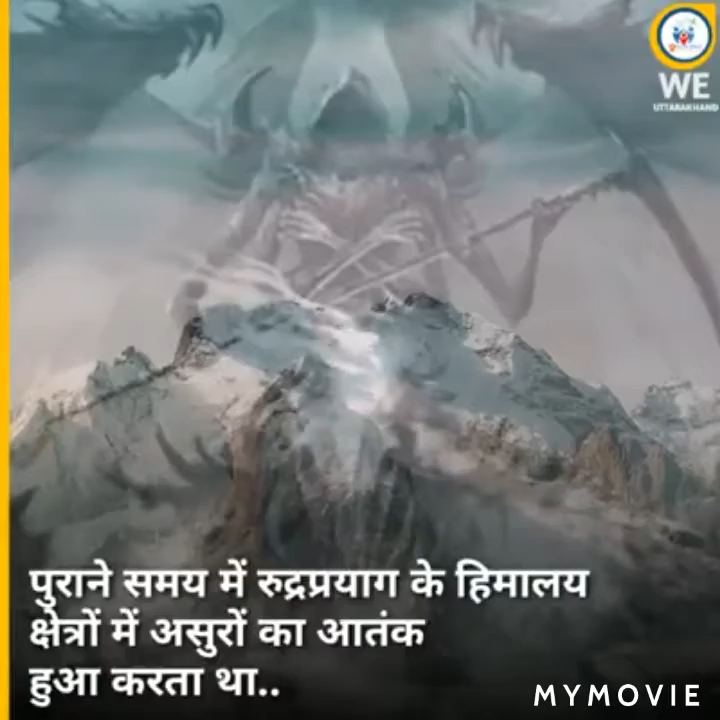 WE
UTTARAKHAND
पुराने समय में रुद्रप्रयाग के हिमालय
क्षेत्रों में असुरों का आतंक
हुआ करता था..
MYMOVIE